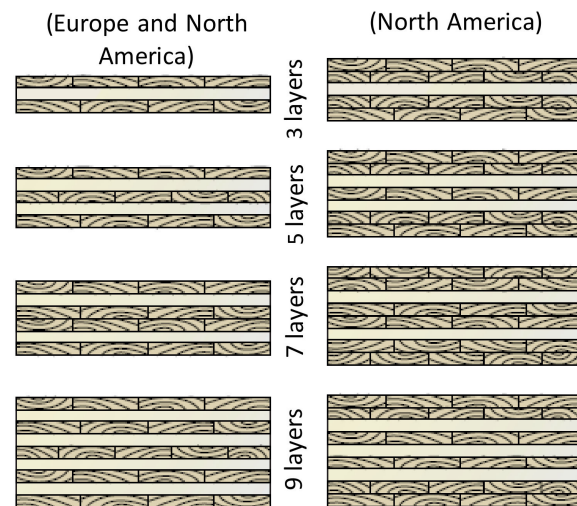 (Europe and North
America)
(North America)
3 layers
5 layers
7 layers
9 layers